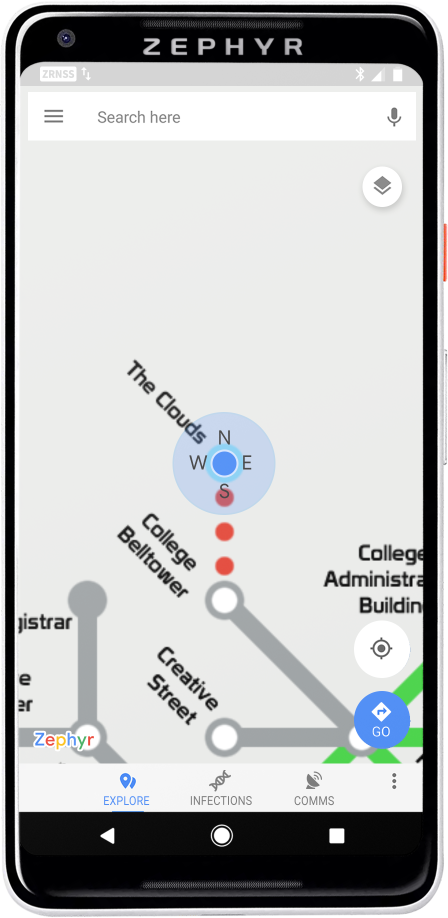 ZEPHYR
ZRNSS
Search here
The Clouds
N
W E
S
College
Belltower
College
Administra
Buildin
gistrar
e
er
Creative
Street
Zephyr
GO
EXPLORE INFECTIONS COMMS